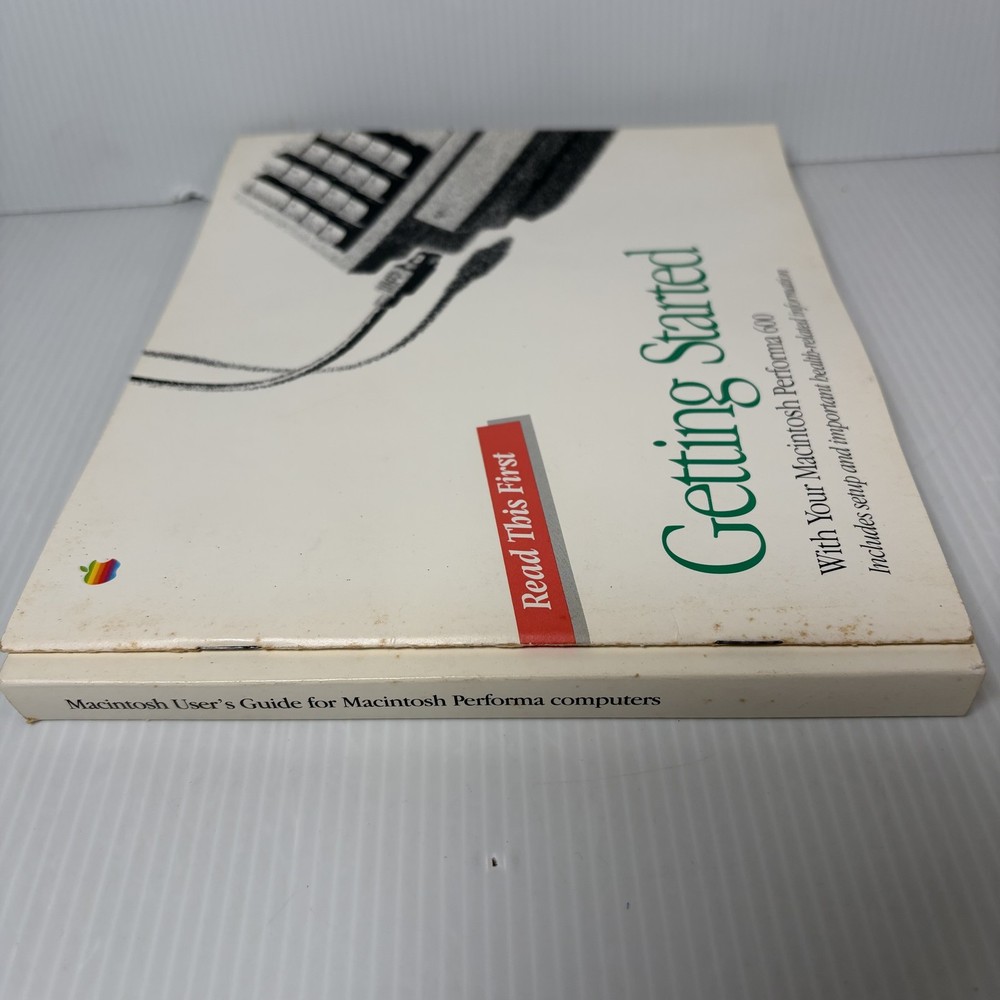 Read This First
Getting Started
With Your Macintosh Performa 600
Includes setup and important health-related information
Macintosh User's Guide for Macintosh Performa computers